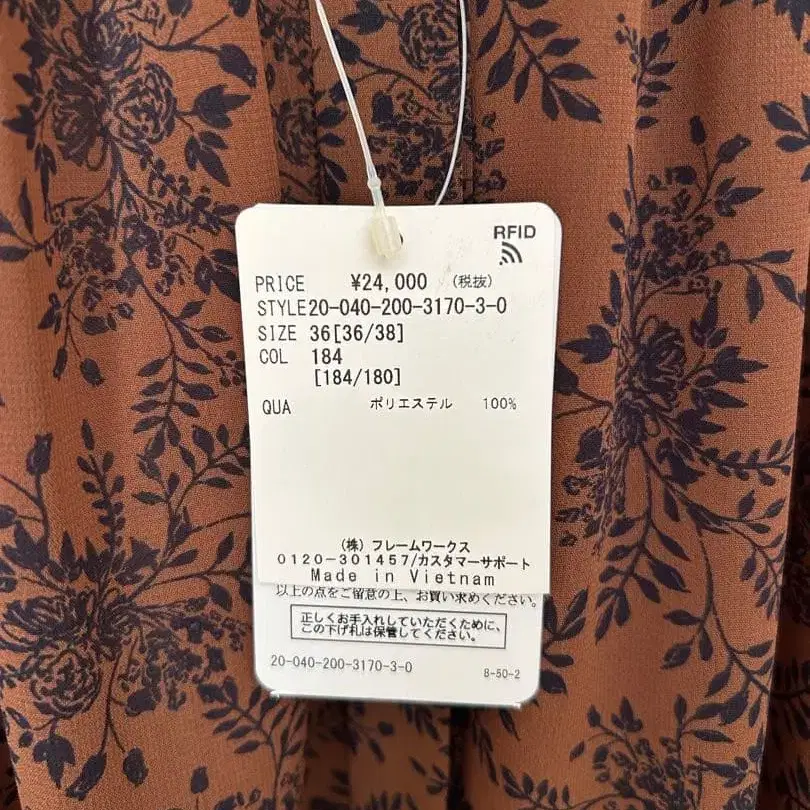 RFID
PRICE ¥24,000 (税抜)
STYLE20-040-200-3170-3-0
SIZE 36[36/38]
COL 184
[184/180]
QUA ポリエステル 100%
(株)フレームワークス
0120-301457/カスタマーサポート
Made in Vietnam
以上の点をご留意の上、お買い求めください。
正しくお手入れしていただくために、
この下げ札は保管してください。
20-040-200-3170-3-0 8-50-2